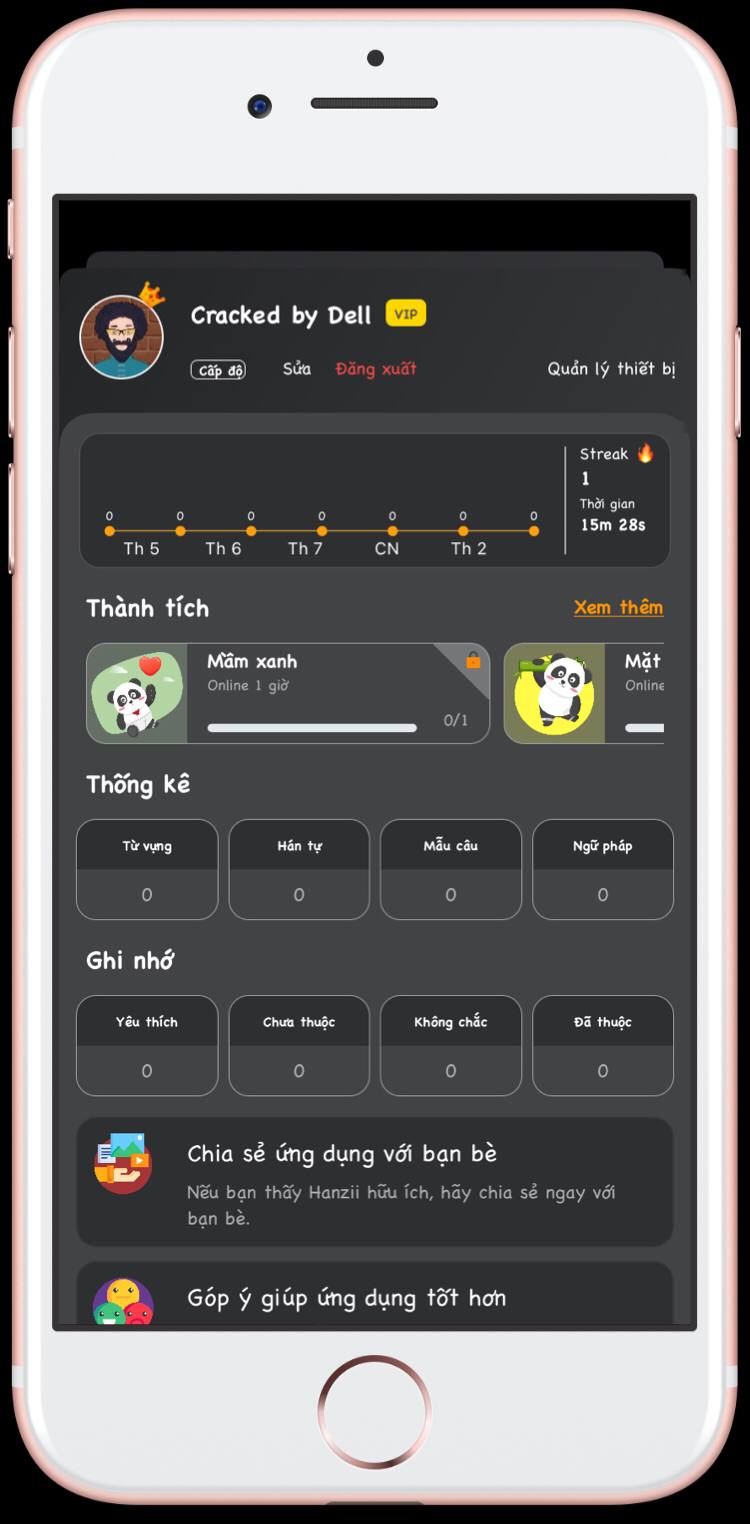 Cracked by Dell VIP
Cấp độ Sửa Đăng xuất Quản lý thiết bị
Streak
1
Thời gian
15m 28s
0 0 0 0 0 0 0
Th 5 Th 6 Th 7 CN Th 2
Thành tích Xem thêm
Mầm xanh
Online 1 giờ
0/1
Mặt
Online
Thống kê
Từ vựng Hán tự Mẫu câu Ngữ pháp
0 0 0 0
Ghi nhớ
Yêu thích Chưa thuộc Không chắc Đã thuộc
0 0 0 0
Chia sẻ ứng dụng với bạn bè
Nếu bạn thấy Hanzii hữu ích, hãy chia sẻ ngay với
bạn bè.
Góp ý giúp ứng dụng tốt hơn